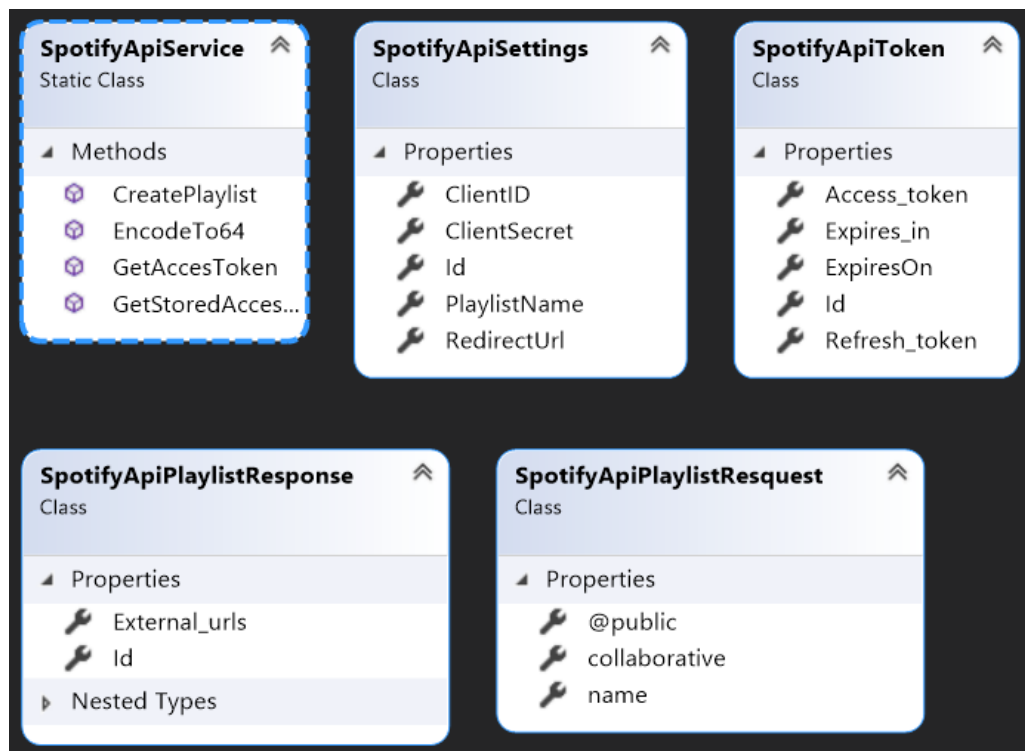 SpotifyApiService
Static Class
Methods
CreatePlaylist
EncodeTo64
GetAccesToken
GetStoredAcces...
SpotifyApiSettings
Class
Properties
ClientID
ClientSecret
Id
PlaylistName
RedirectUrl
SpotifyApiToken
Class
Properties
Access_token
Expires_in
ExpiresOn
Id
Refresh_token
SpotifyApiPlaylistResponse
Class
Properties
External_urls
Id
Nested Types
SpotifyApiPlaylistResquest
Class
Properties
@public
collaborative
name